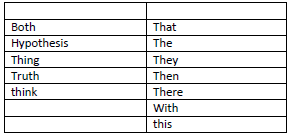 Both That
Hypothesis The
Thing They
Truth Then
think There
With
this